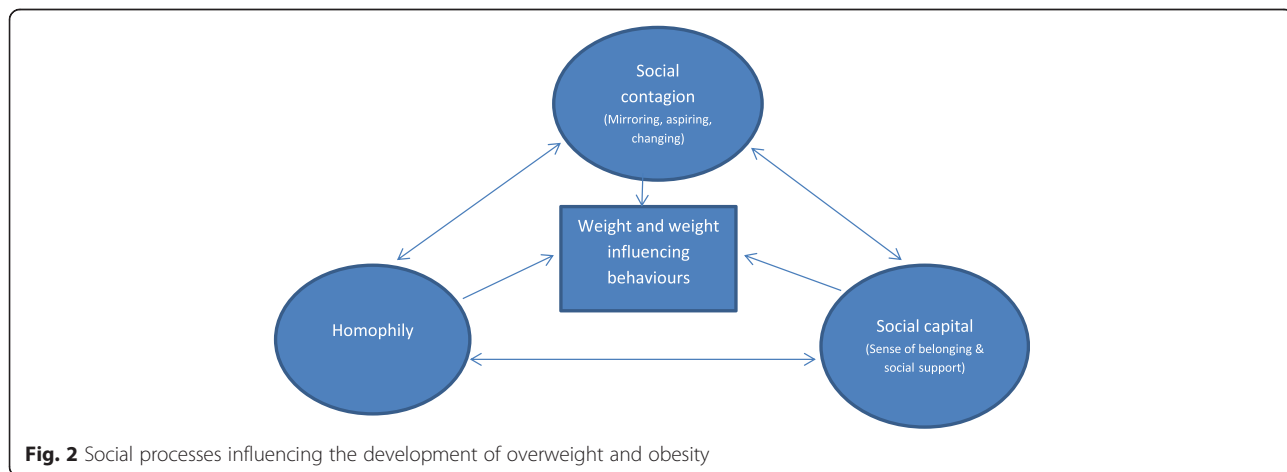 Social
contagion
(Mirroring, aspiring,
changing)
Weight and weight
influencing
behaviours
Homophily
Social capital
(Sense of belonging &
social support)
Fig. 2 Social processes influencing the development of overweight and obesity